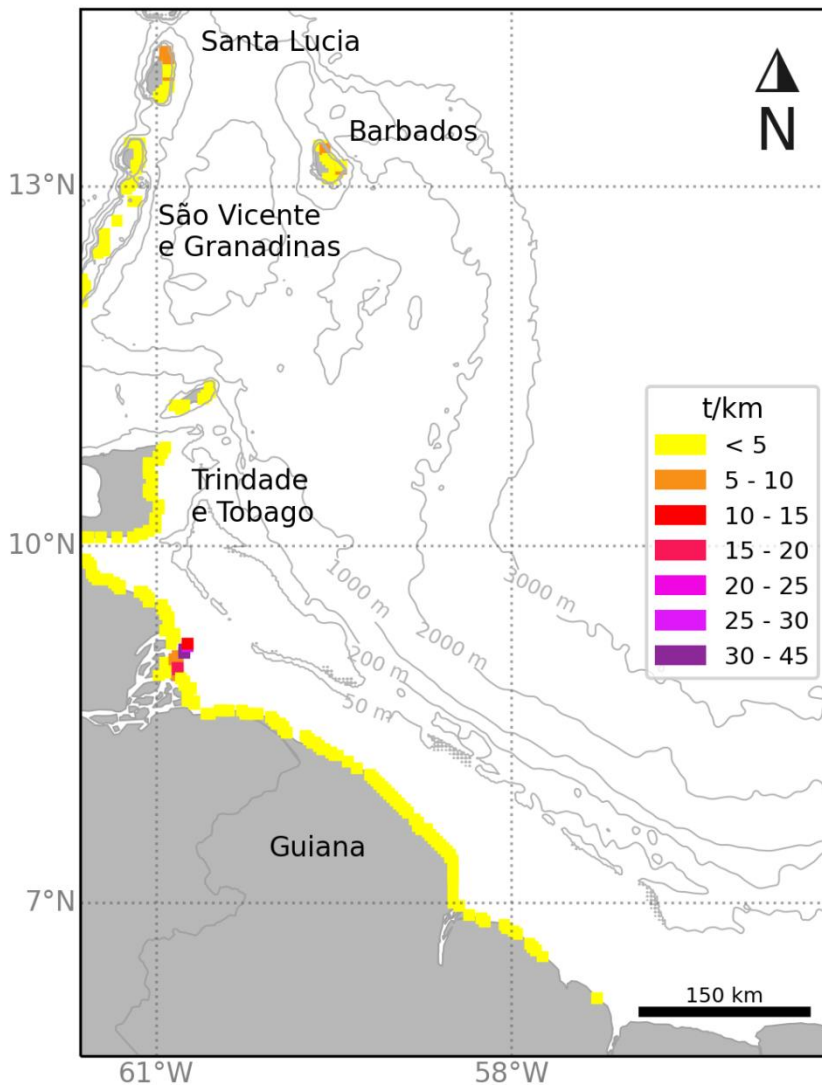 Santa Lucia
Barbados
N
13°N
São Vicente
e Granadinas
t/km
< 5
5 - 10
10 - 15
15 - 20
20 - 25
25 - 30
30 - 45
Trindade
e Tobago
10°N
1000 m
3000 m
2000 m
200 m
50 m
Guiana
7°N
150 km
61°W
58°W